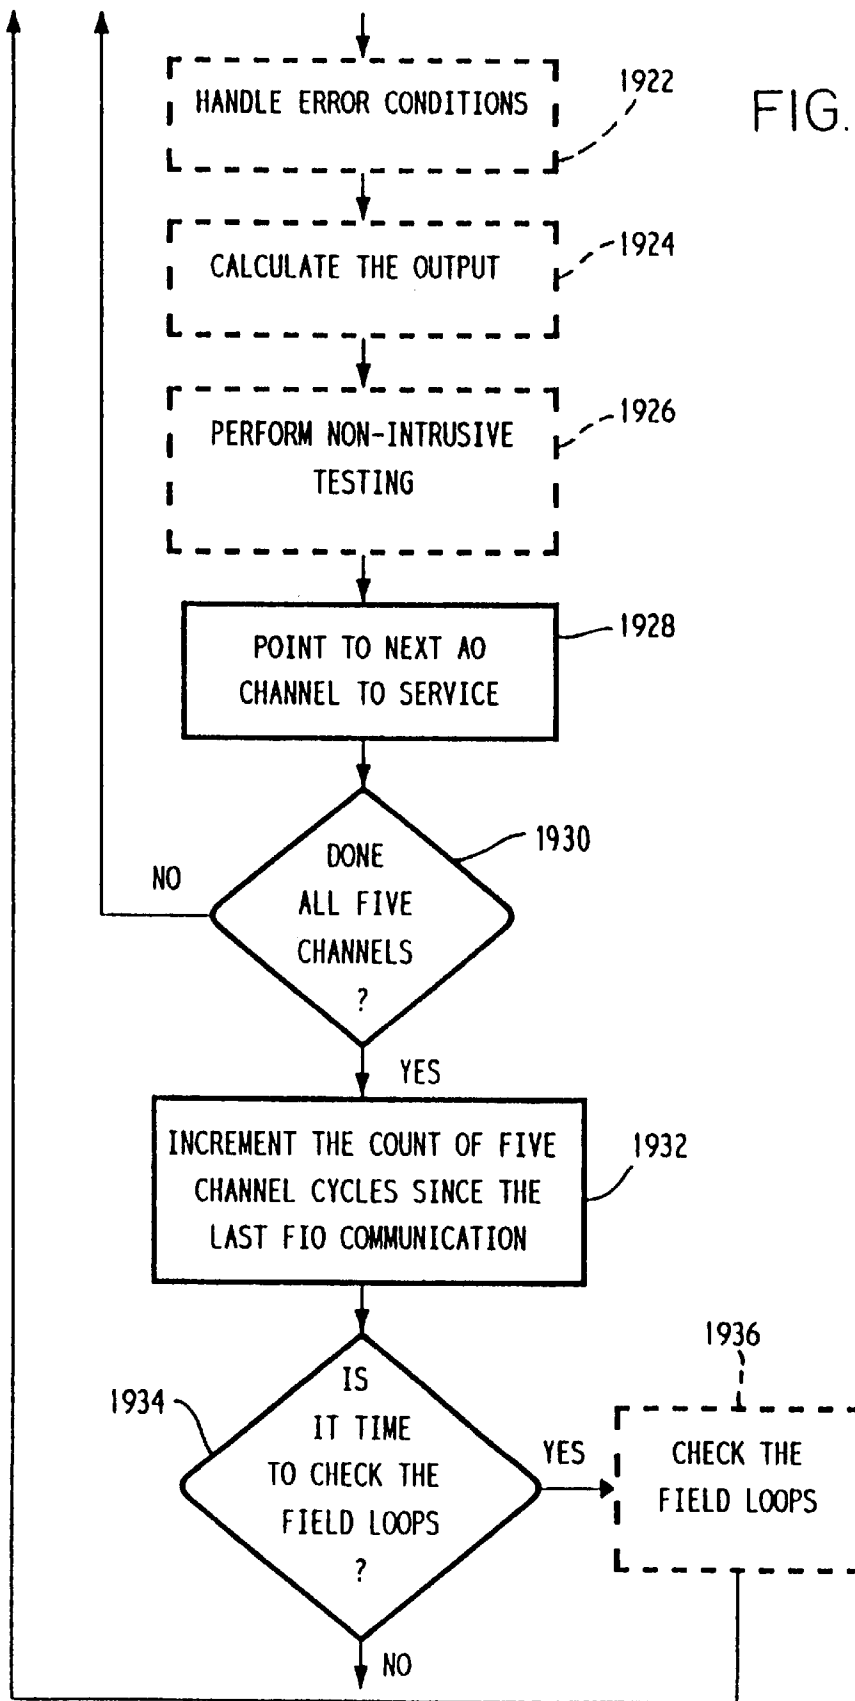 FIG.
HANDLE ERROR CONDITIONS
1922
CALCULATE THE OUTPUT
1924
PERFORM NON-INTRUSIVE
TESTING
1926
POINT TO NEXT AO
CHANNEL TO SERVICE
1928
DONE
ALL FIVE
CHANNELS
?
1930
NO
YES
INCREMENT THE COUNT OF FIVE
CHANNEL CYCLES SINCE THE
LAST FIO COMMUNICATION
1932
IS
IT TIME
TO CHECK THE
FIELD LOOPS
?
1934
YES
1936
CHECK THE
FIELD LOOPS
NO